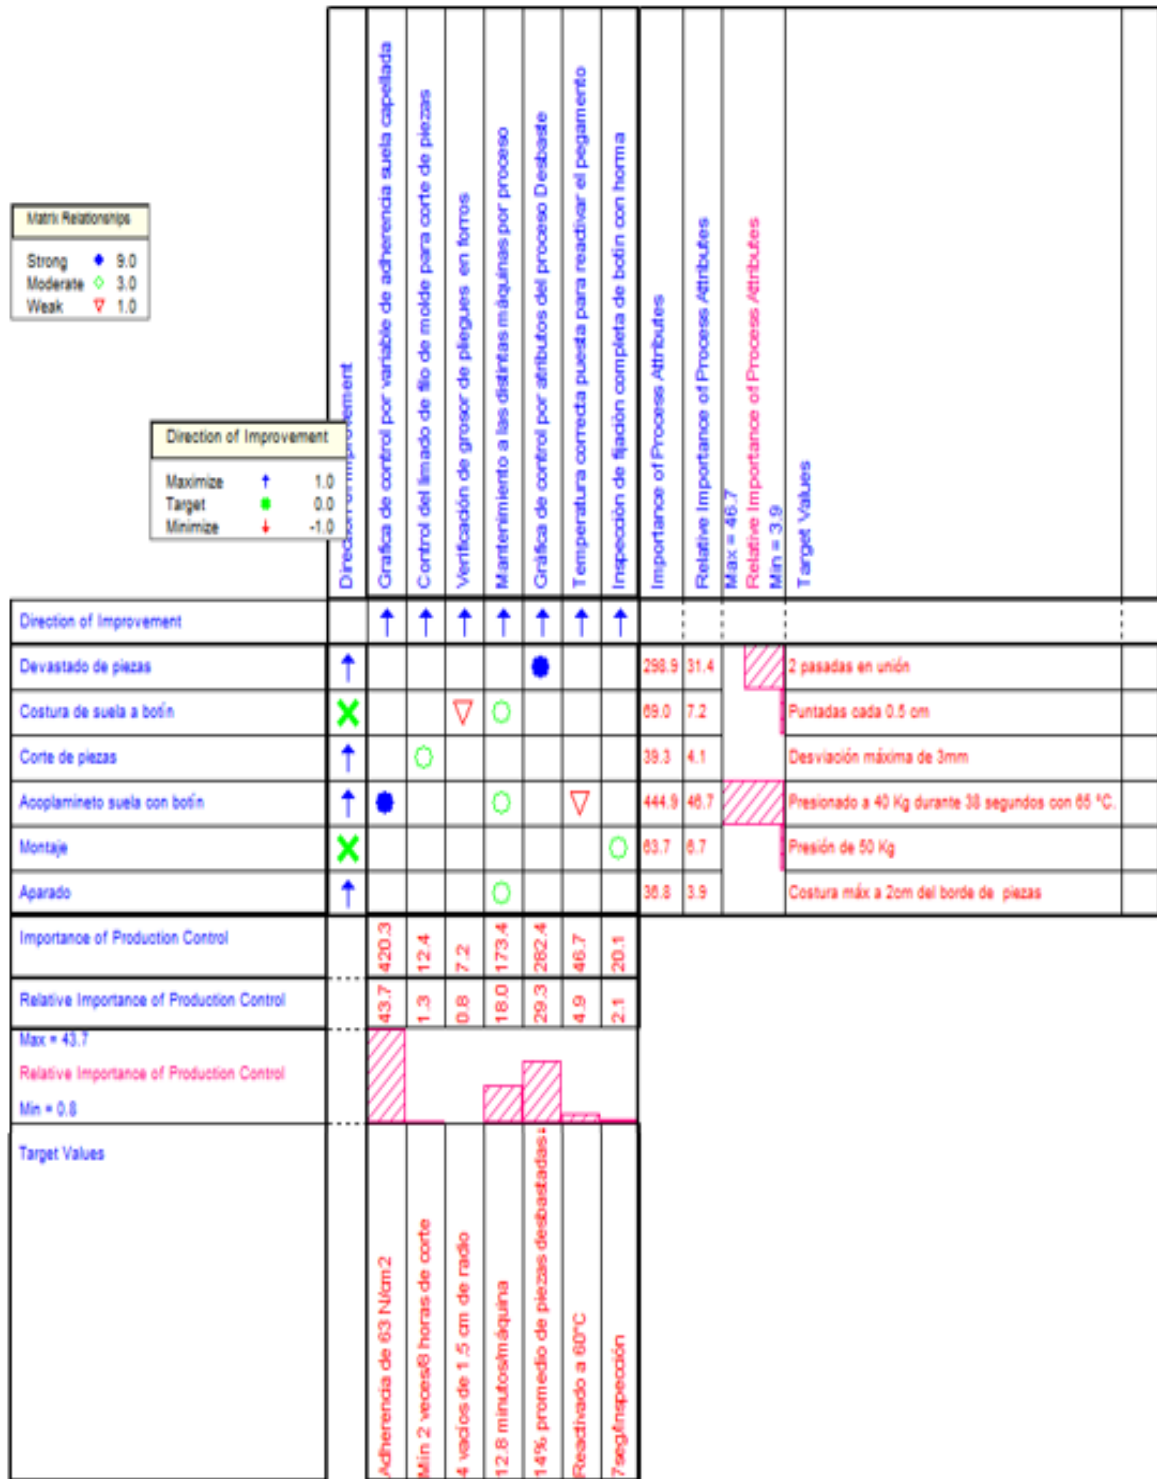 Matrix Relationships
Strong 9.0
Moderate 3.0
Weak 1.0
Direction of Improvement
Maximize 1.0
Target 0.0
Minimize -1.0
Direction of Improvement
Grafica de control por variable de adherencia suela capellada
Control del limado de filo de molde para corte de piezas
Verificación de grosor de pliegues en forros
Mantenimiento a las distintas máquinas por proceso
Gráfica de control por atributos del proceso Desbaste
Temperatura correcta puesta para reactivar el pegamento
Inspección de fijación completa de botín con horma
Importance of Process Attributes
Relative Importance of Process Attributes
Max = 46.7
Relative Importance of Process Attributes
Min = 3.9
Target Values
Direction of Improvement
Devastado de piezas 298.9 31.4 2 pasadas en unión
Costura de suela a botín 69.0 7.2 Puntadas cada 0.5 cm
Corte de piezas 39.3 4.1 Desviación máxima de 3mm
Acoplamineto suela con botín 444.9 46.7 Presionado a 40 Kg durante 38 segundos con 65 °C.
Montaje 63.7 6.7 Presión de 50 Kg
Aparado 36.8 3.9 Costura máx a 2cm del borde de piezas
Importance of Production Control 420.3 12.4 7.2 173.4 282.4 46.7 20.1
Relative Importance of Production Control 43.7 1.3 0.8 18.0 29.3 4.9 2.1
Max = 43.7
Relative Importance of Production Control
Min = 0.8
Target Values
Adherencia de 63 N/cm2
Min 2 veces/8 horas de corte
4 vacios de 1.5 cm de radio
12.8 minutos/máquina
14% promedio de piezas desbastadas
Reactivado a 60°C
7seg/inspección